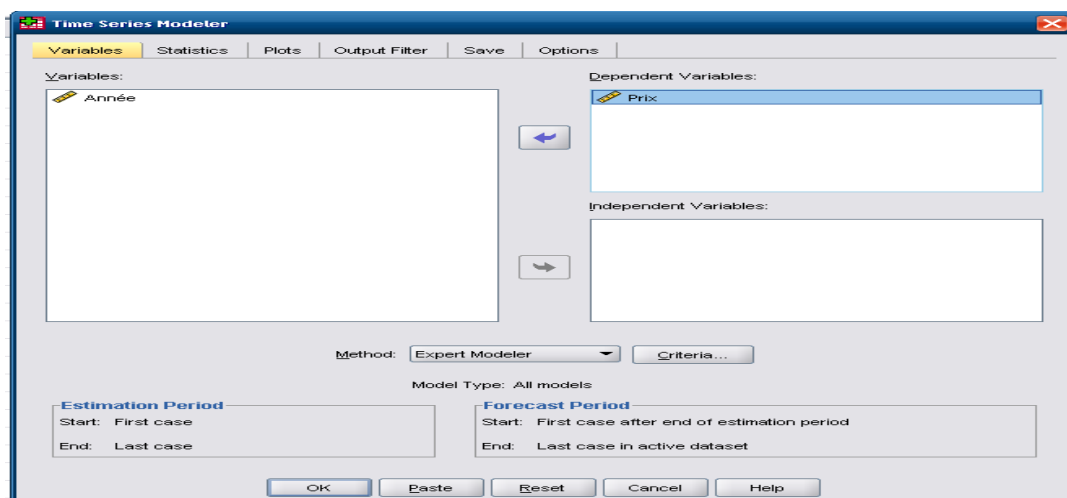 Time Series Modeler
Variables Statistics Plots Output Filter Save Options
Variables:
Année
Dependent Variables:
Prix
Independent Variables:
Method: Expert Modeler Criteria...
Model Type: All models
Estimation Period
Start: First case
End: Last case
Forecast Period
Start: First case after end of estimation period
End: Last case in active dataset
OK Paste Reset Cancel Help